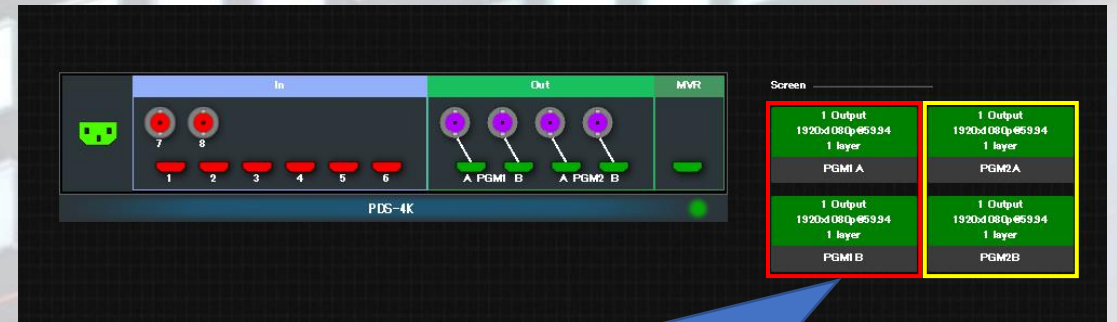 In Out MVR
7 8
1 2 3 4 5 6 A PGM1 B A PGM2 B
PDS-4K
Screen
1 Output
1920x1080p@59.94
1 layer
PGM1A
1 Output
1920x1080p@59.94
1 layer
PGM2A
1 Output
1920x1080p@59.94
1 layer
PGM1B
1 Output
1920x1080p@59.94
1 layer
PGM2B